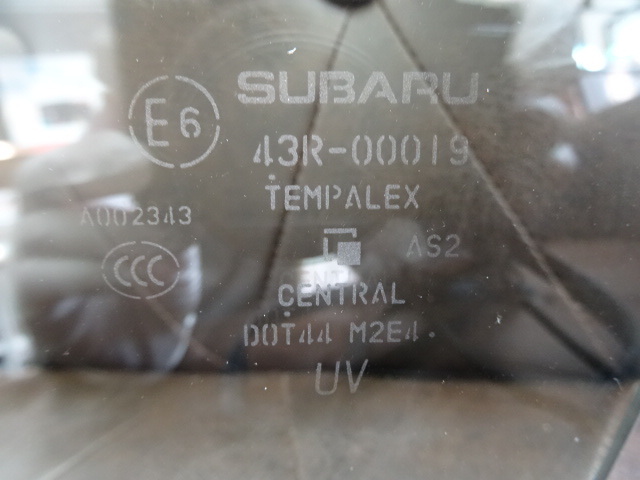 SUBARU
E6
43R-00019
TEMPALEX
A002343
AS2
CCC
CENTRAL
DOT44 M2E4
UV